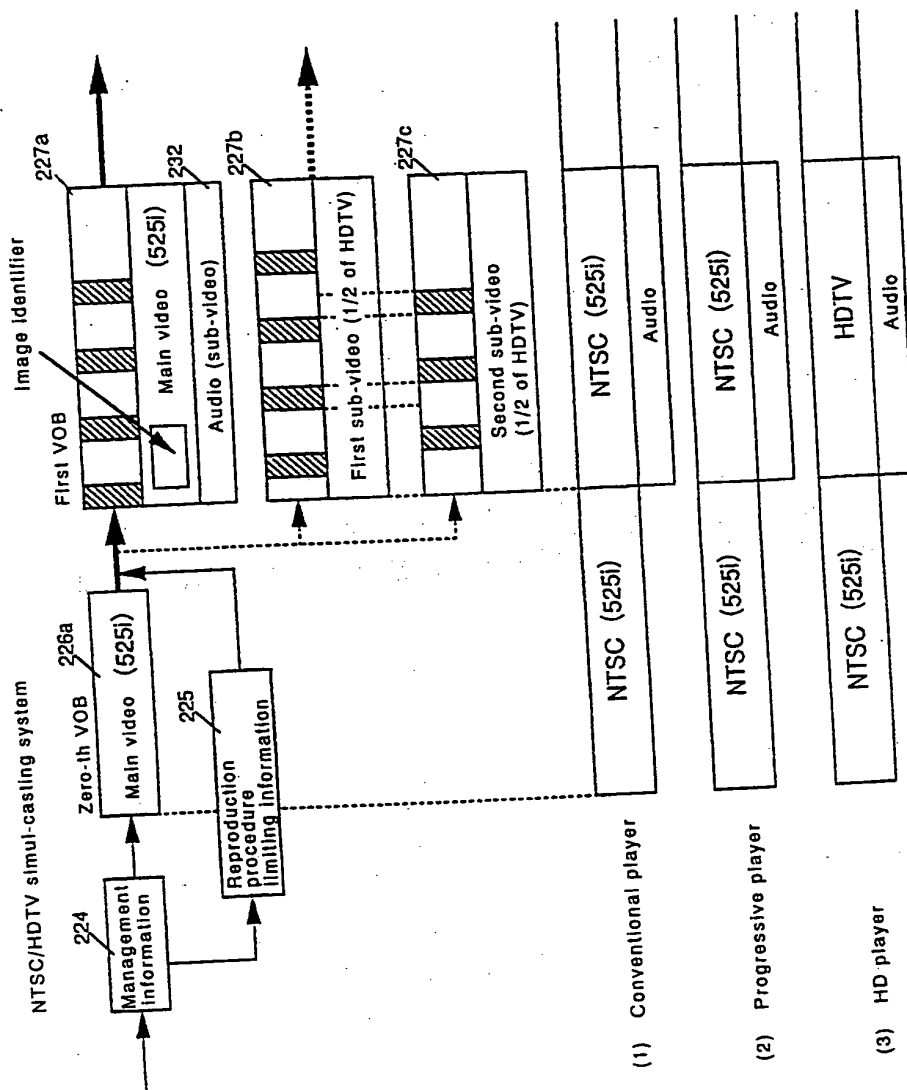 NTSC/HDTV simul-casting system
224
Management
information
Zero-th VOB
226a
Main video (525i)
225
Reproduction
procedure
limiting information
First VOB
Image identifier
227a
Main video (525i)
232
Audio (sub-video)
227b
First sub-video (1/2 of HDTV)
227c
Second sub-video
(1/2 of HDTV)
(1) Conventional player
NTSC (525i)
NTSC (525i)
Audio
(2) Progressive player
NTSC (525i)
NTSC (525i)
Audio
(3) HD player
NTSC (525i)
HDTV
Audio